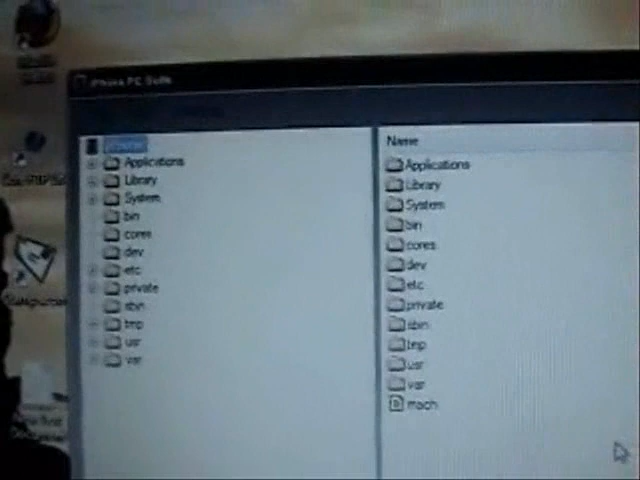 iPhone PC Suite
Applications
Library
System
bin
cores
dev
etc
private
sbin
tmp
usr
var
Name
Applications
Library
System
bin
cores
dev
etc
private
sbin
tmp
usr
var
mach